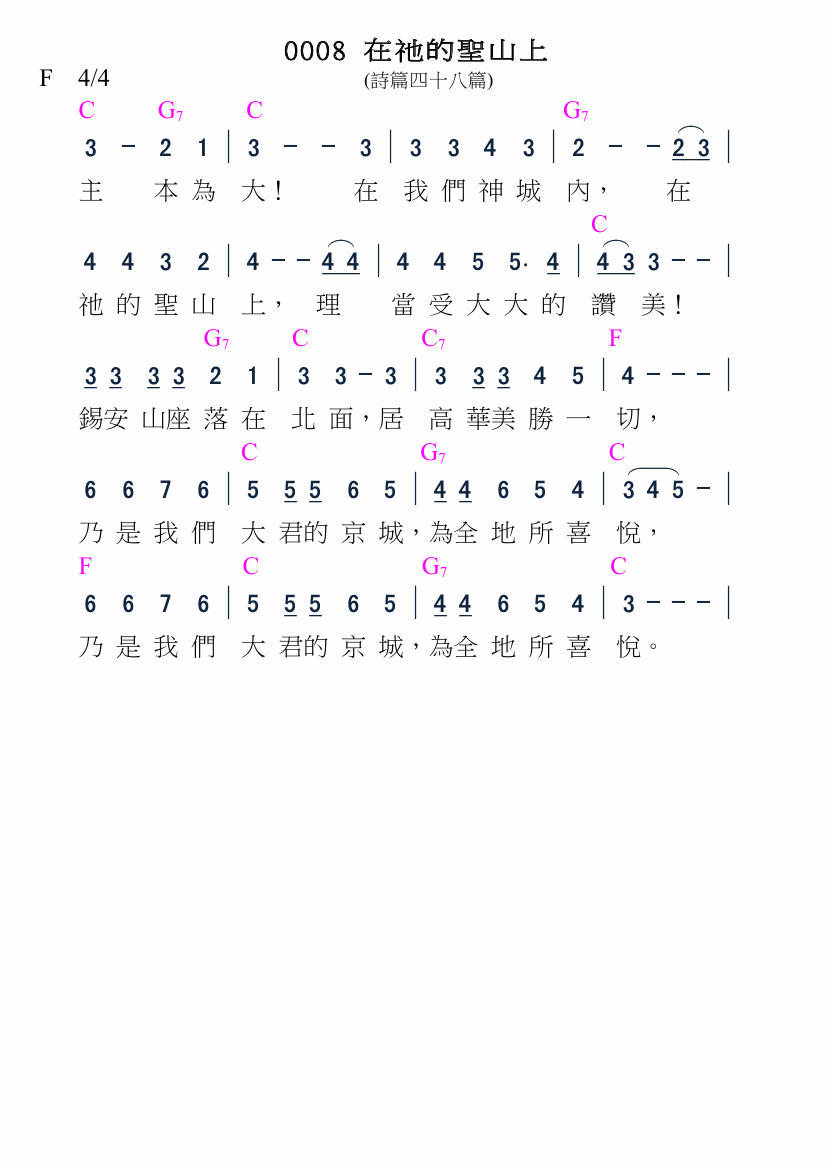 0008 在祂的聖山上
F 4/4 (詩篇四十八篇)
C G7 C G7
3 - 2 1 | 3 - - 3 | 3 3 4 3 | 2 - - 2 3 |
主 本 為 大! 在 我 們 神 城 內, 在
C
4 4 3 2 | 4 - - 4 4 | 4 4 5 5. 4 | 4 3 3 - - |
祂 的 聖 山 上, 理 當 受 大 大 的 讚 美!
G7 C C7 F
3 3 3 3 2 1 | 3 3 - 3 | 3 3 3 4 5 | 4 - - - |
錫安 山座 落 在 北 面,居 高 華美 勝 一 切,
C G7 C
6 6 7 6 | 5 5 5 6 5 | 4 4 6 5 4 | 3 4 5 - |
乃 是 我 們 大 君的 京 城,為全 地 所 喜 悅,
F C G7 C
6 6 7 6 | 5 5 5 6 5 | 4 4 6 5 4 | 3 - - - |
乃 是 我 們 大 君的 京 城,為全 地 所 喜 悅。